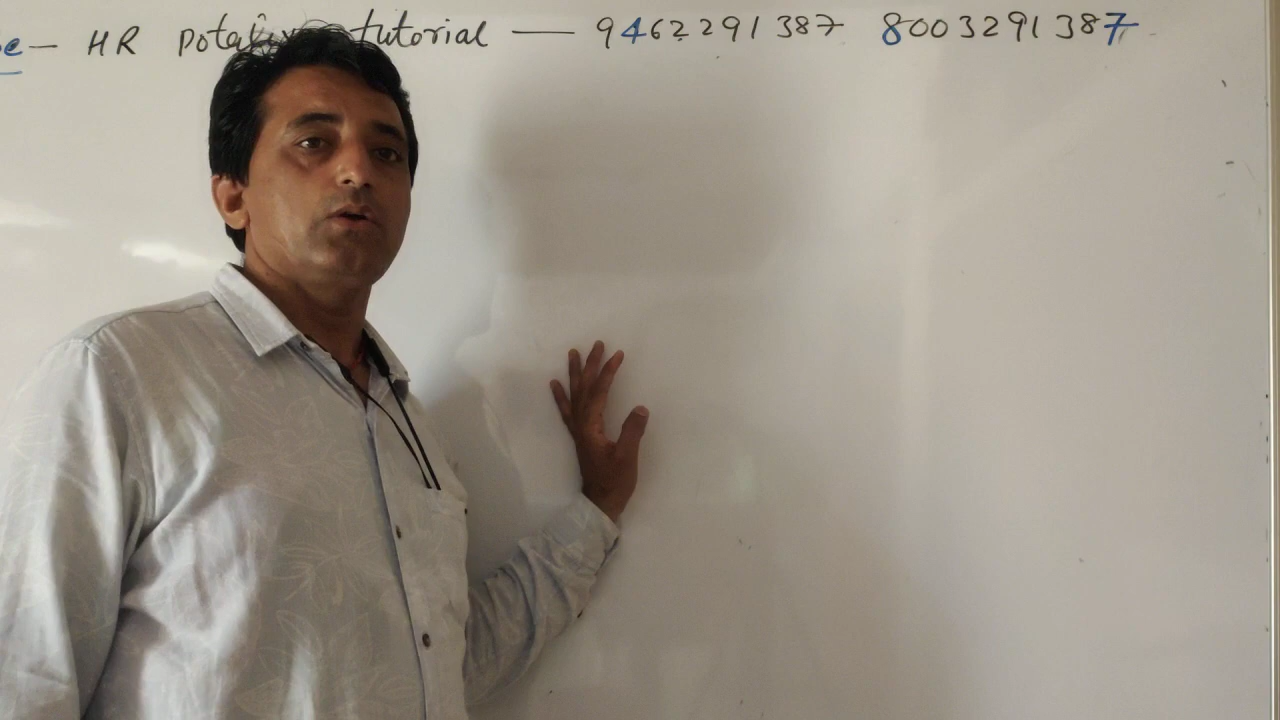 e — HR potaliya tutorial — 9462291387 8003291387